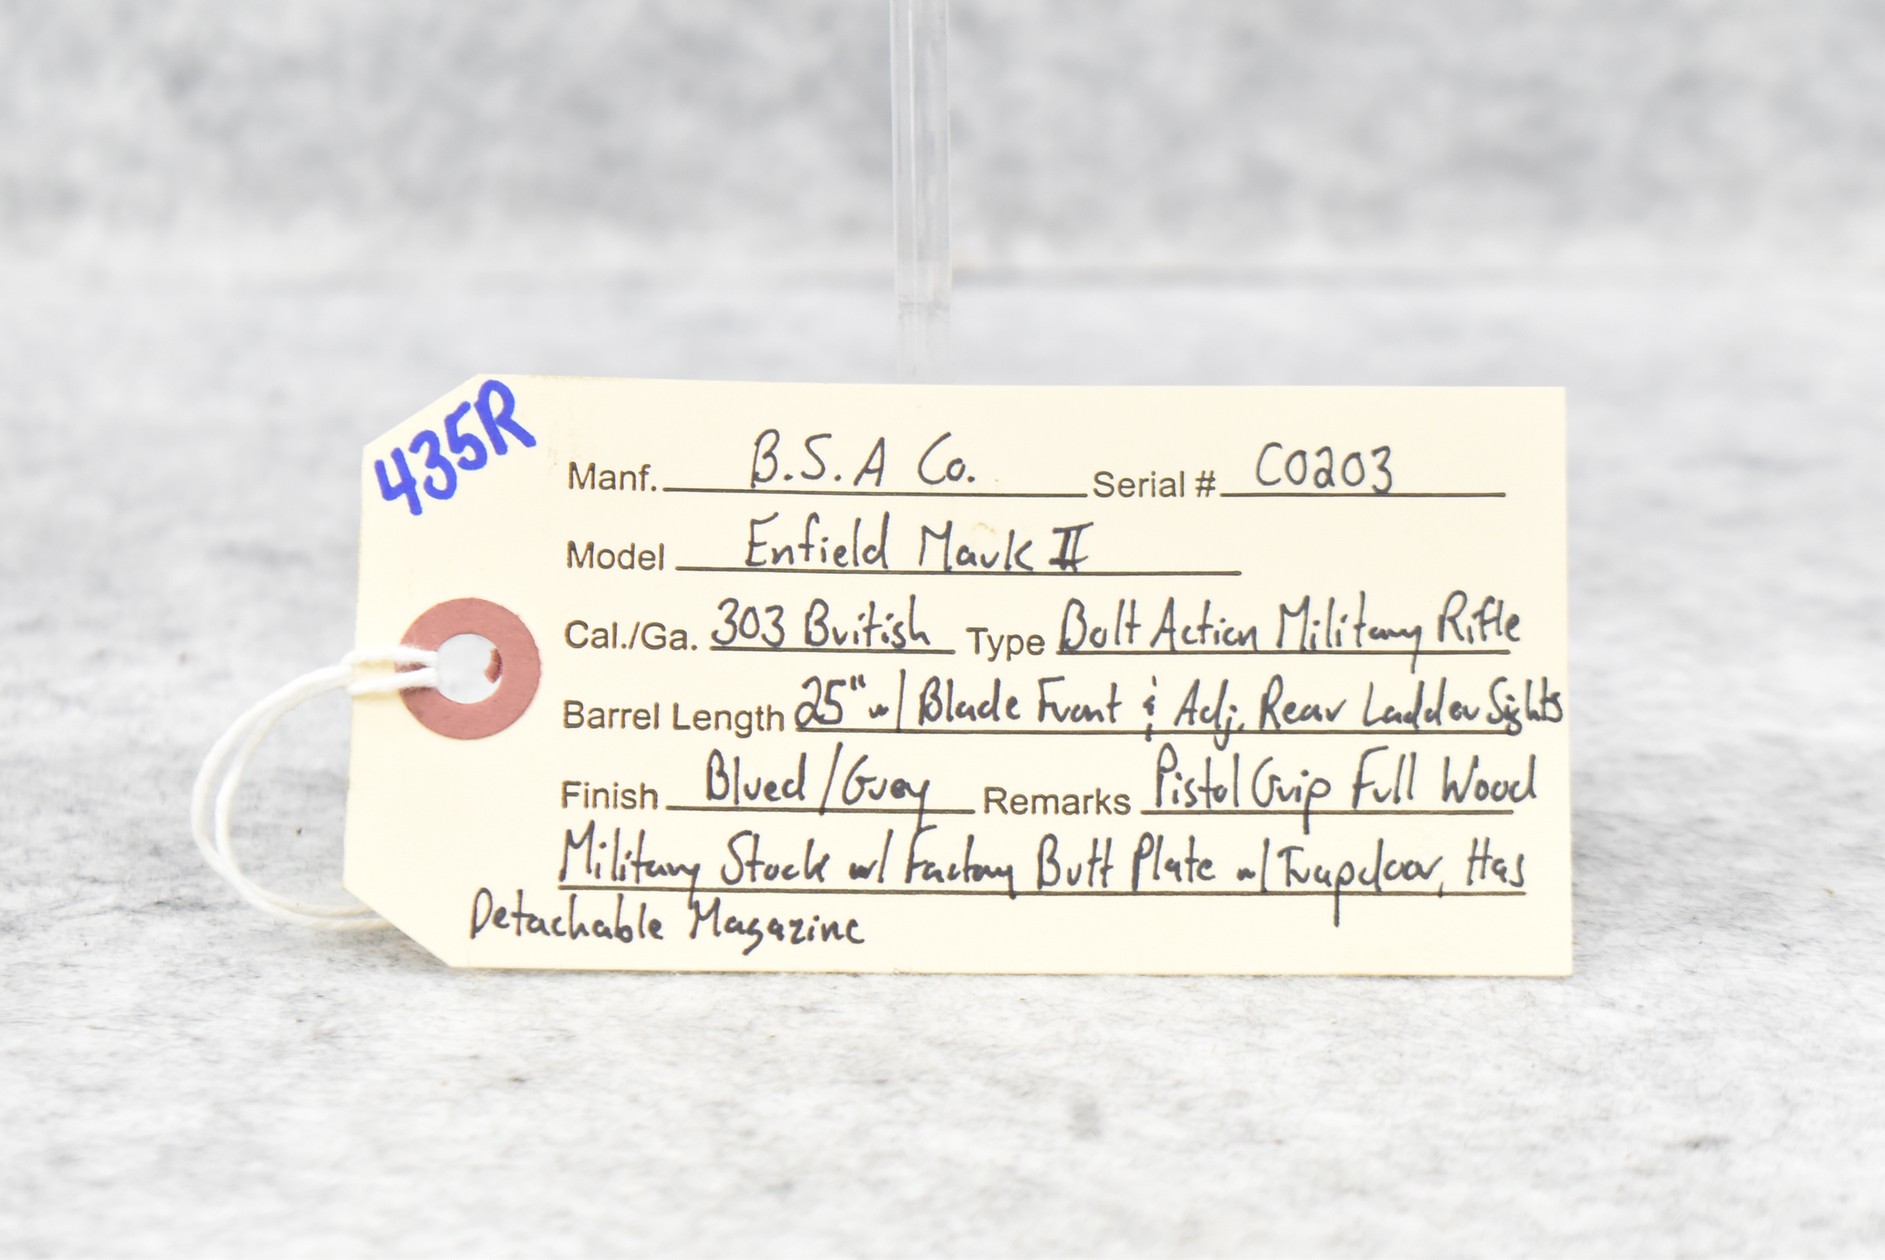 435R
Manf. B.S.A Co. Serial # C0203
Model Enfield Mark II
Cal./Ga. 303 British Type Bolt Action Military Rifle
Barrel Length 25" w/ Blade Front & Adj. Rear Ladder Sights
Finish Blued/Grey Remarks Pistol Grip Full Wood
Military Stock w/ Factory Butt Plate w/ Trapdoor, Has
Detachable Magazine